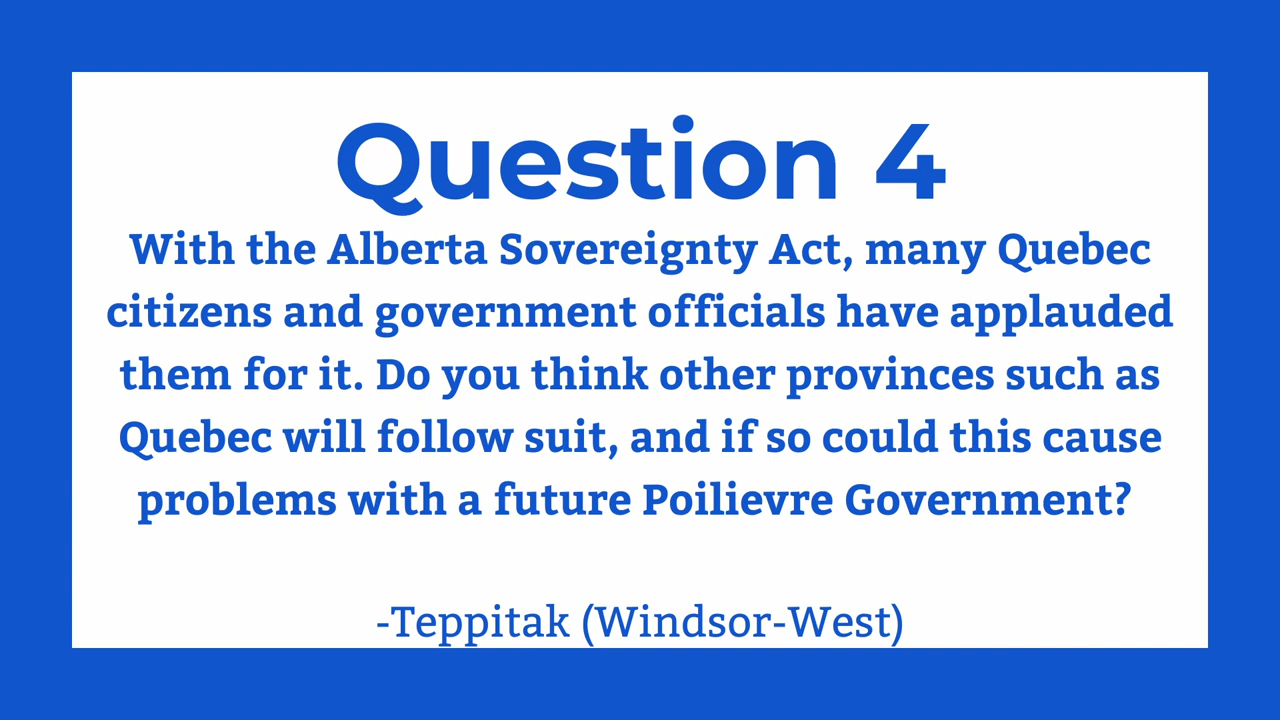 Question 4
With the Alberta Sovereignty Act, many Quebec
citizens and government officials have applauded
them for it. Do you think other provinces such as
Quebec will follow suit, and if so could this cause
problems with a future Poilievre Government?
-Teppitak (Windsor-West)